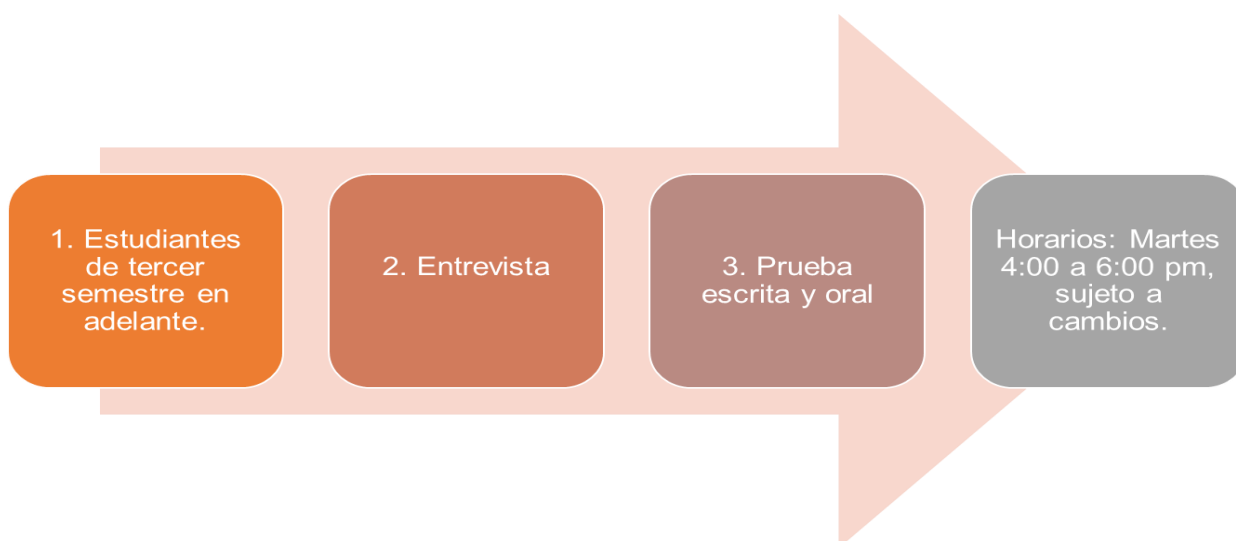 1. Estudiantes
de tercer
semestre en
adelante.
2. Entrevista
3. Prueba
escrita y oral
Horarios: Martes
4:00 a 6:00 pm,
sujeto a
cambios.